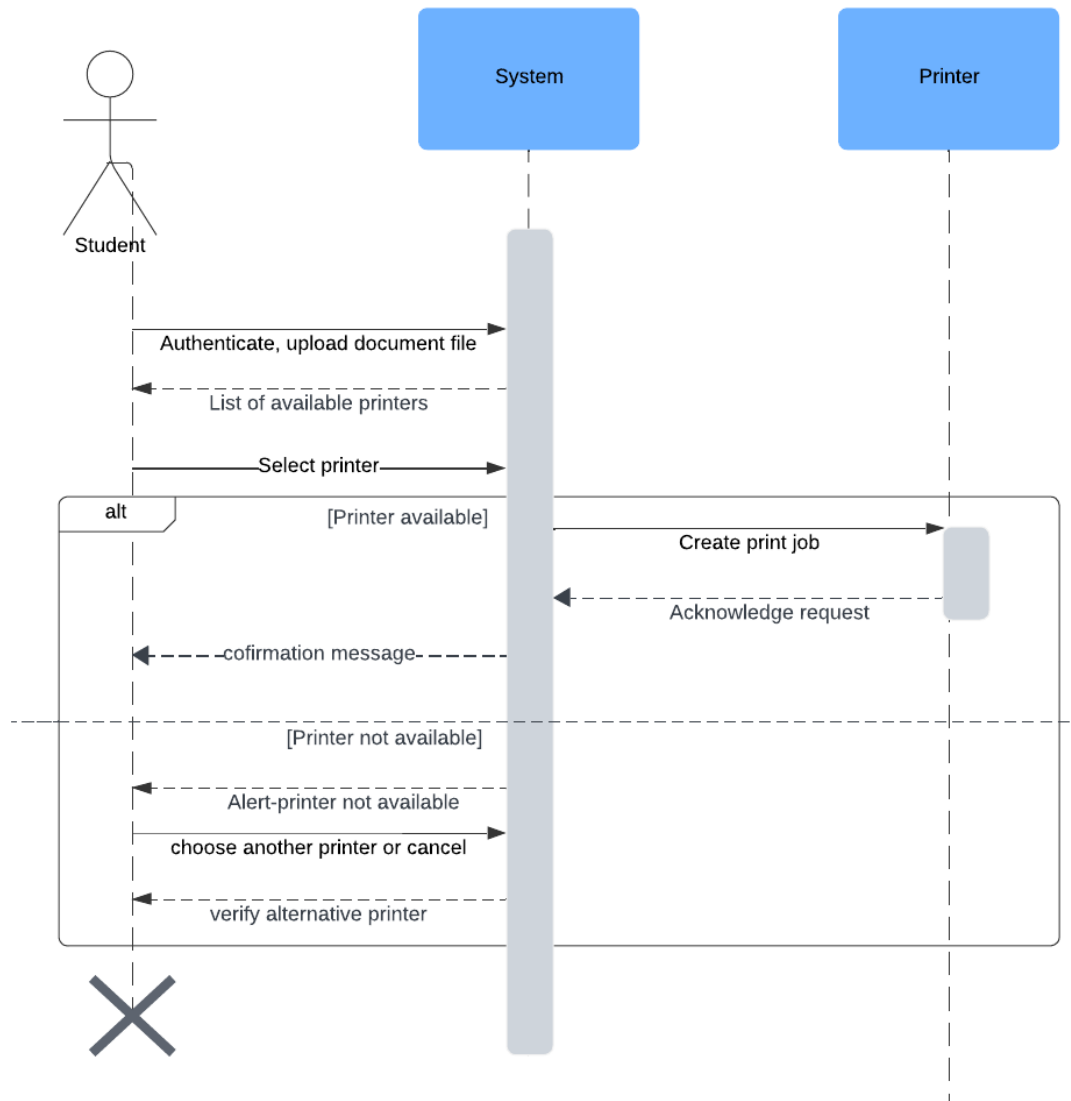 System
Printer
Student
Authenticate, upload document file
List of available printers
Select printer
alt
[Printer available]
Create print job
Acknowledge request
cofirmation message
[Printer not available]
Alert-printer not available
choose another printer or cancel
verify alternative printer